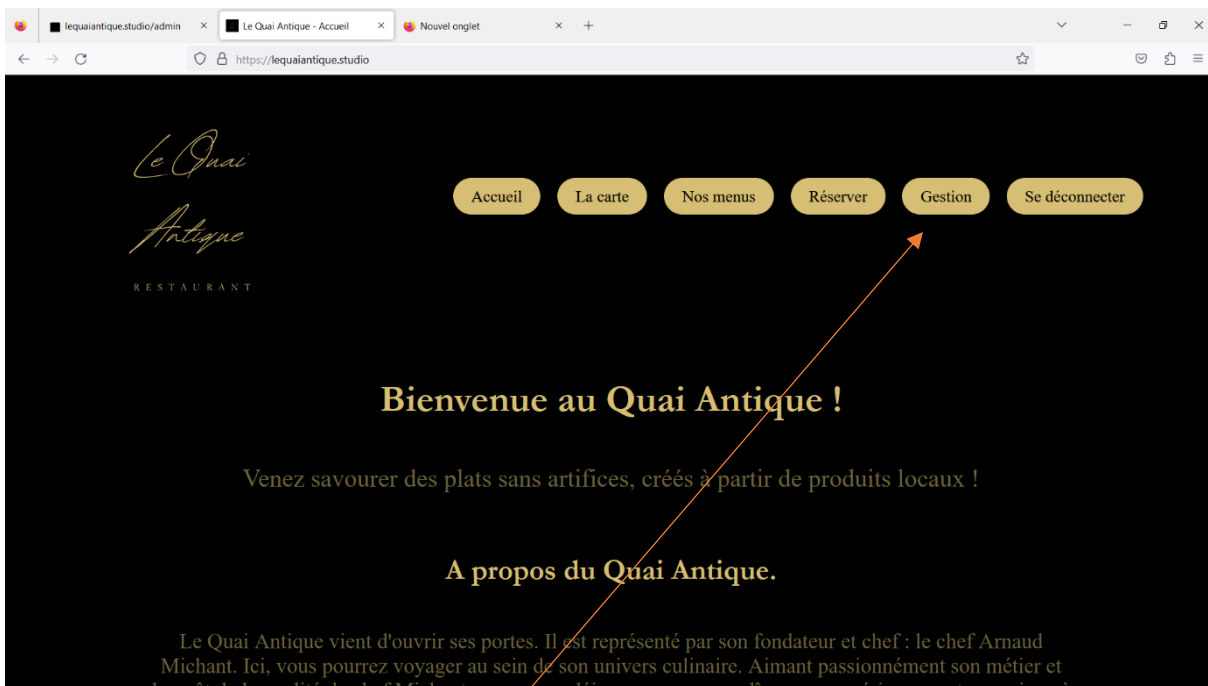 lequaiantique.studio/admin
Le Quai Antique - Accueil
Nouvel onglet
https://lequaiantique.studio
Le Quai
Antique
RESTAURANT
Accueil
La carte
Nos menus
Réserver
Gestion
Se déconnecter
Bienvenue au Quai Antique !
Venez savourer des plats sans artifices, créés à partir de produits locaux !
A propos du Quai Antique.
Le Quai Antique vient d'ouvrir ses portes. Il est représenté par son fondateur et chef : le chef Arnaud
Michant. Ici, vous pourrez voyager au sein de son univers culinaire. Aimant passionnément son métier et